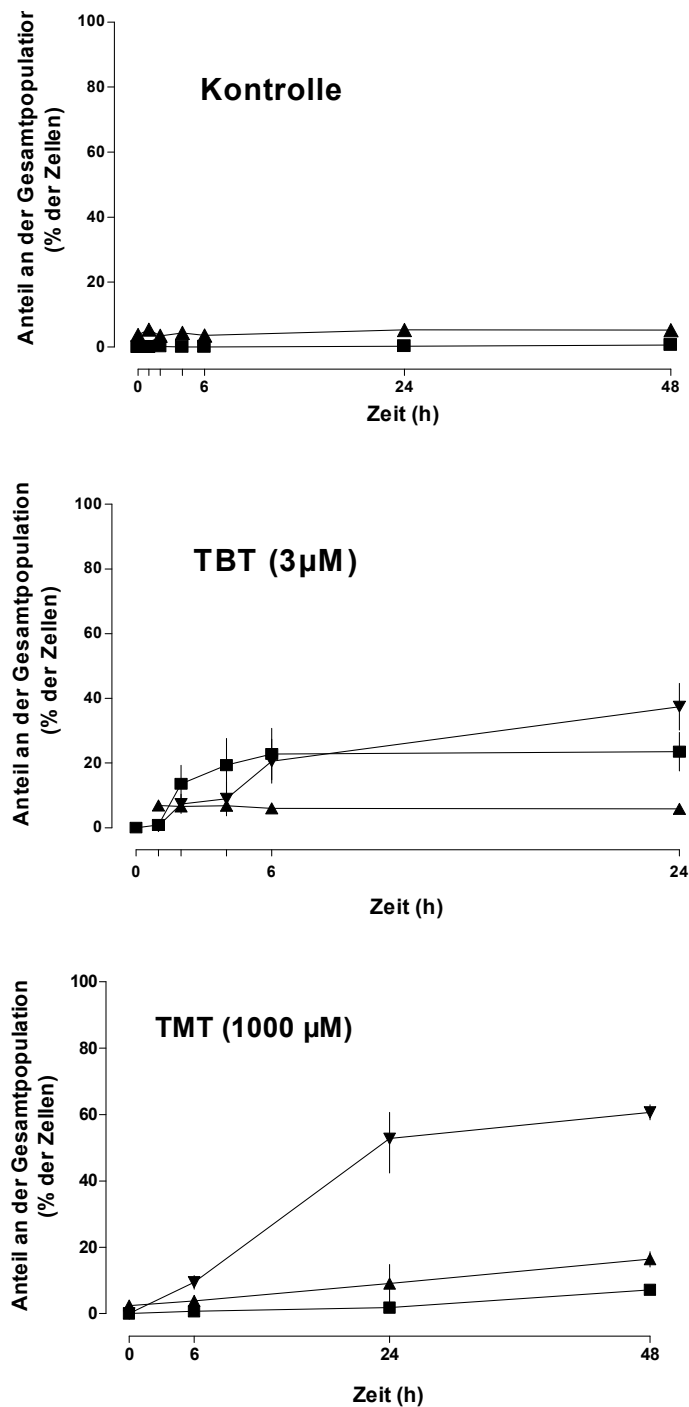 Kontrolle
Anteil an der Gesamtpopulation
(% der Zellen)
100
80
60
40
20
0
0 6 24 48
Zeit (h)
TBT (3µM)
Anteil an der Gesamtpopulation
(% der Zellen)
100
80
60
40
20
0
0 6 24
Zeit (h)
TMT (1000 µM)
Anteil an der Gesamtpopulation
(% der Zellen)
100
80
60
40
20
0
0 6 24 48
Zeit (h)